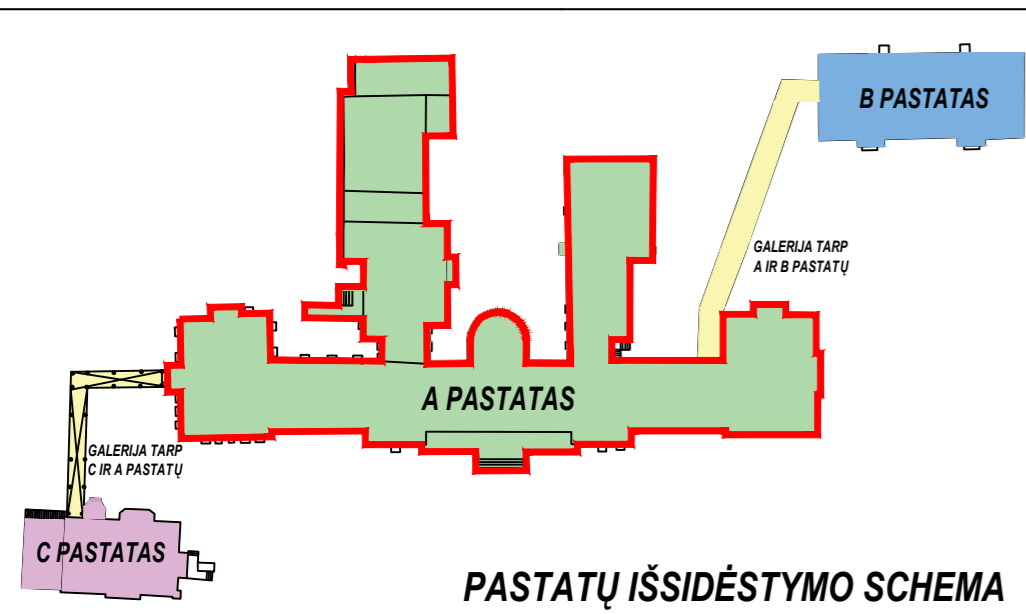 B PASTATAS
GALERIJA TARP
A IR B PASTATŲ
A PASTATAS
GALERIJA TARP
C IR A PASTATŲ
C PASTATAS
PASTATŲ IŠSIDĖSTYMO SCHEMA